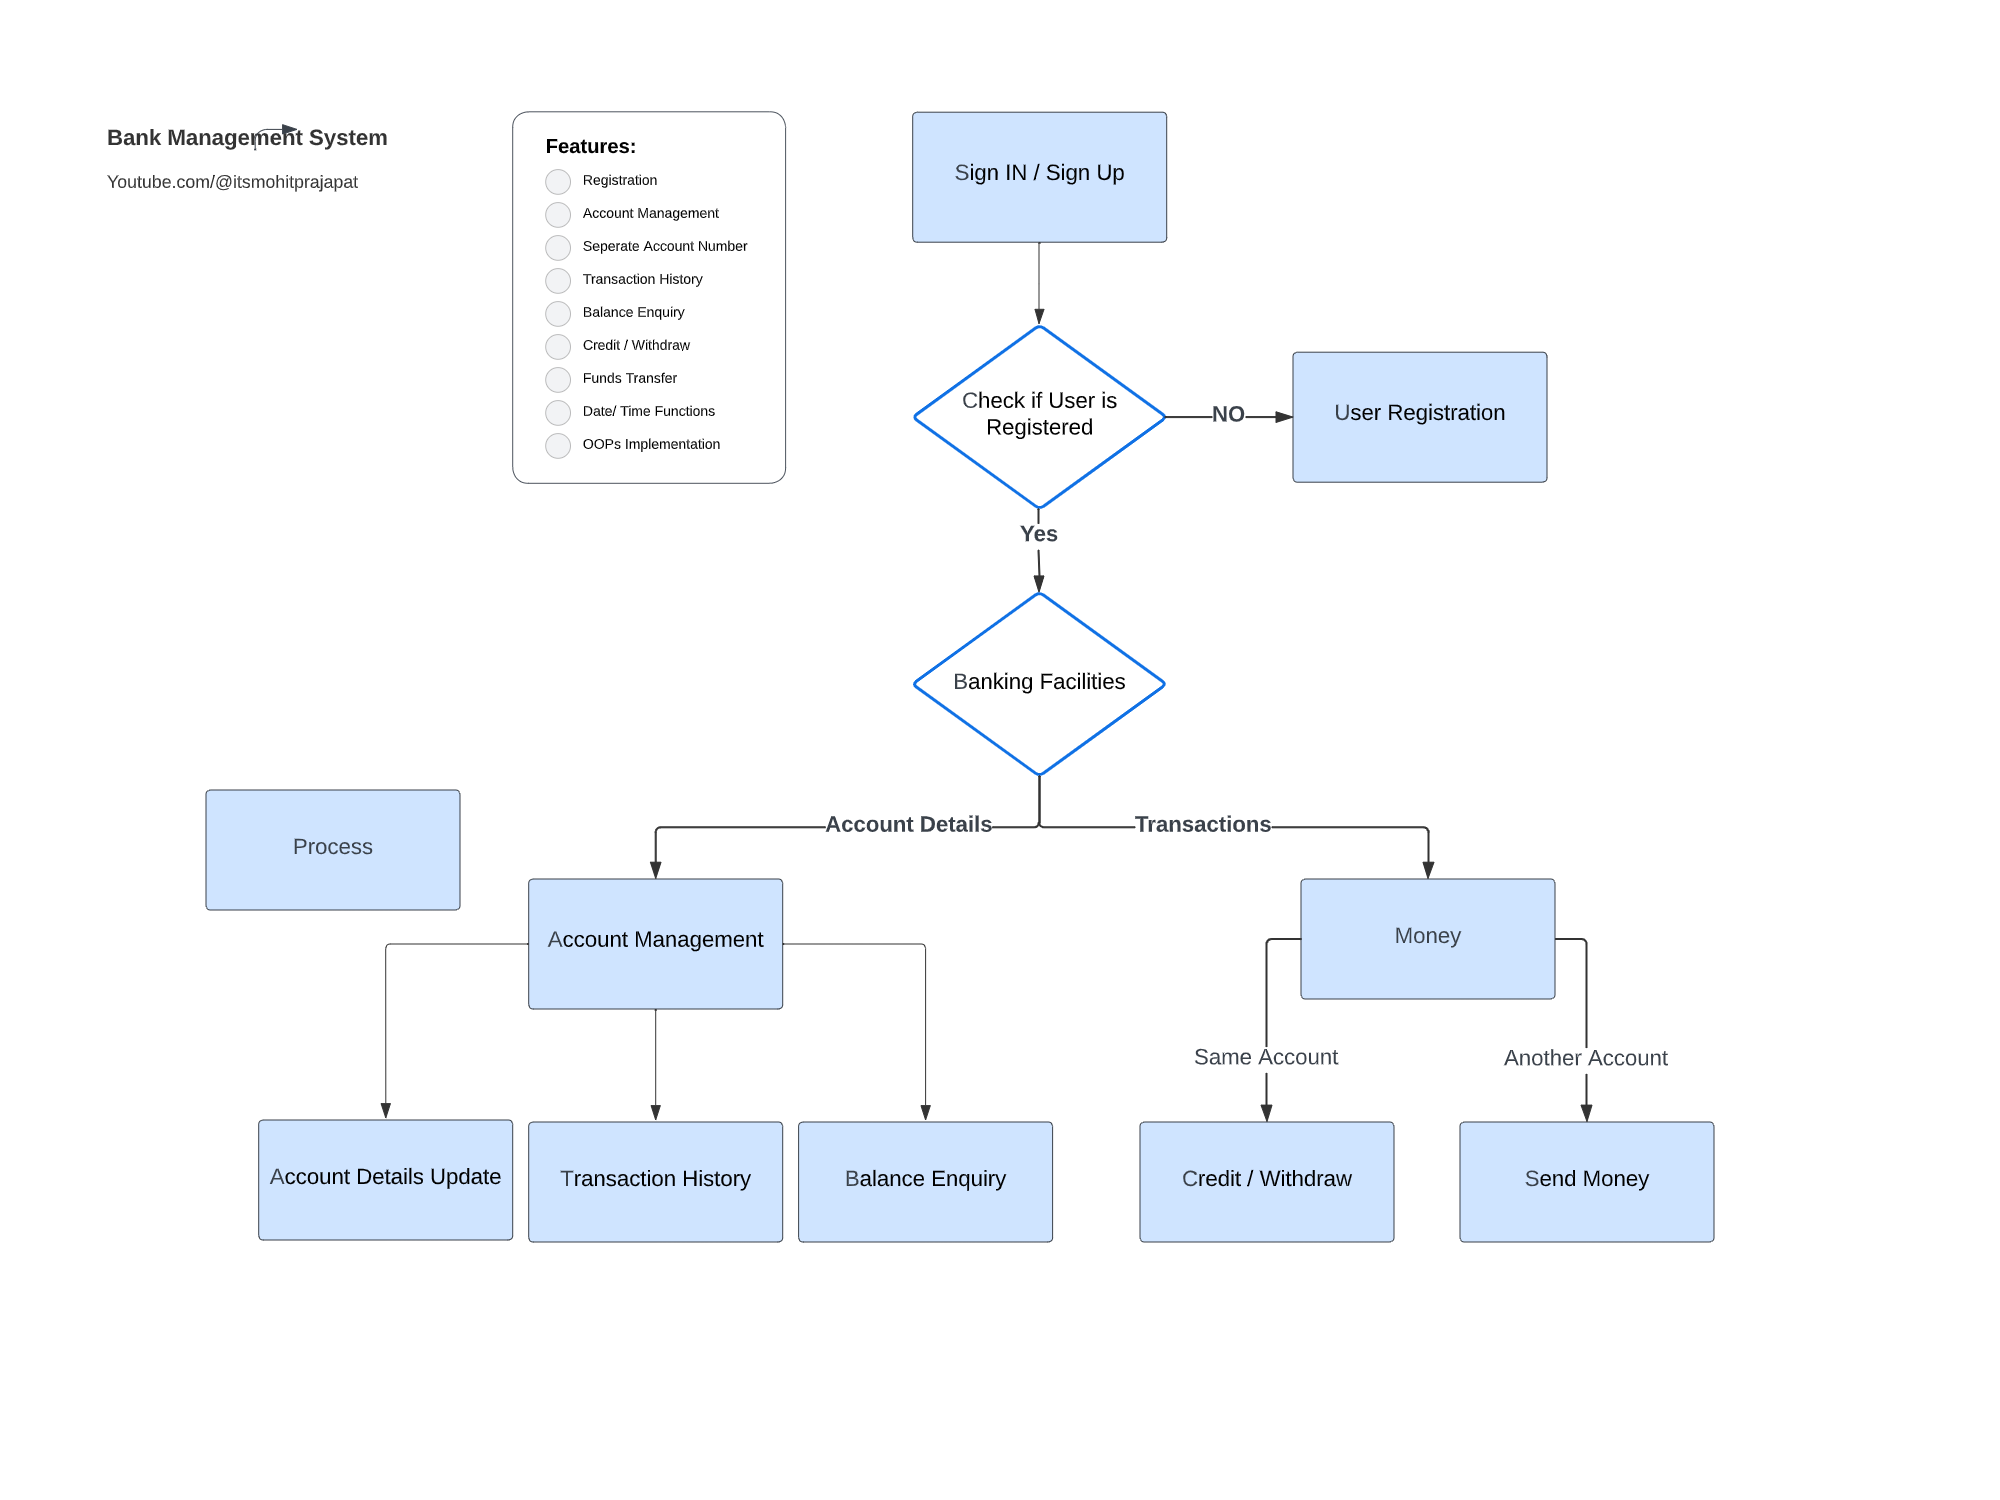 Bank Management System
Youtube.com/@itsmohitprajapat
Features:
Registration
Account Management
Seperate Account Number
Transaction History
Balance Enquiry
Credit / Withdraw
Funds Transfer
Date/ Time Functions
OOPs Implementation
Sign IN / Sign Up
Check if User is
Registered
NO
User Registration
Yes
Banking Facilities
Account Details
Transactions
Process
Account Management
Money
Same Account
Another Account
Account Details Update
Transaction History
Balance Enquiry
Credit / Withdraw
Send Money